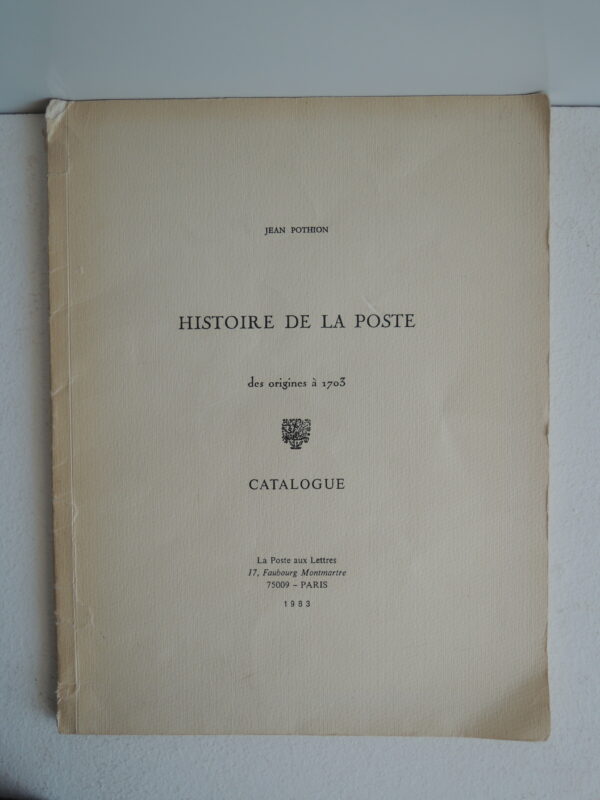 JEAN POTHION
HISTOIRE DE LA POSTE
des origines à 1703
CATALOGUE
La Poste aux Lettres
17, Faubourg Montmartre
75009 – PARIS
1983